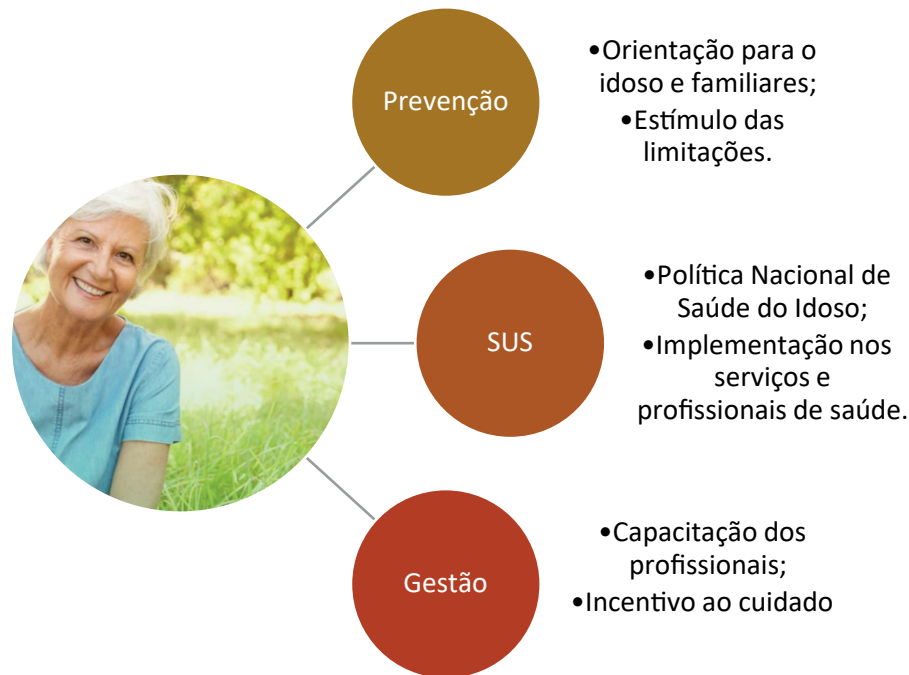 Prevenção
•Orientação para o
idoso e familiares;
•Estímulo das
limitações.
SUS
•Política Nacional de
Saúde do Idoso;
•Implementação nos
serviços e
profissionais de saúde.
Gestão
•Capacitação dos
profissionais;
•Incentivo ao cuidado